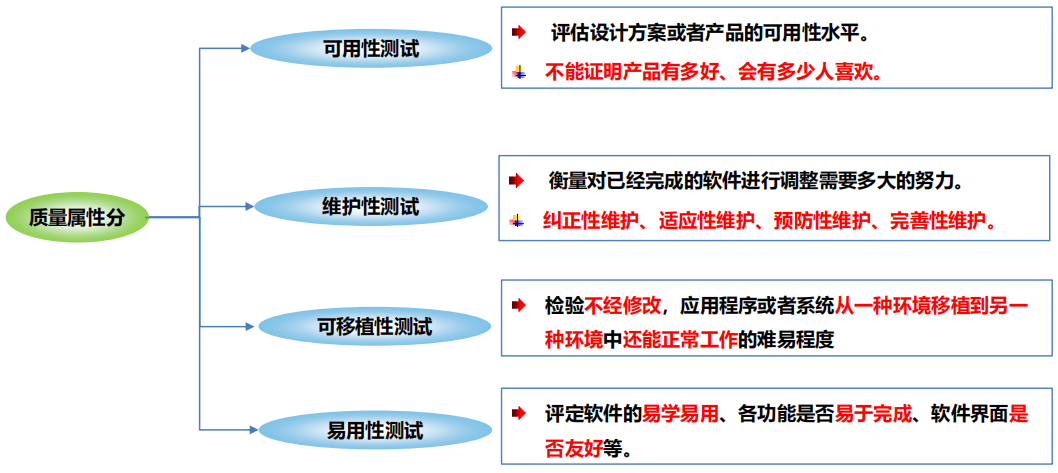 可用性测试
评估设计方案或者产品的可用性水平。
不能证明产品有多好、会有多少人喜欢。
质量属性分
维护性测试
衡量对已经完成的软件进行调整需要多大的努力。
纠正性维护、适应性维护、预防性维护、完善性维护。
可移植性测试
检验不经修改，应用程序或者系统从一种环境移植到另一
种环境中还能正常工作的难易程度
易用性测试
评定软件的易学易用、各功能是否易于完成、软件界面是
否友好等。